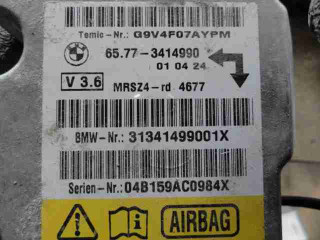 Temic-Nr.: Q9V4F07AYPM
65.77-3414990
01 04 24
V 3.6
MRSZ4-rd 4677
BMW-Nr.: 31341499001X
Serien-Nr.: 04B159AC0984X
AIRBAG